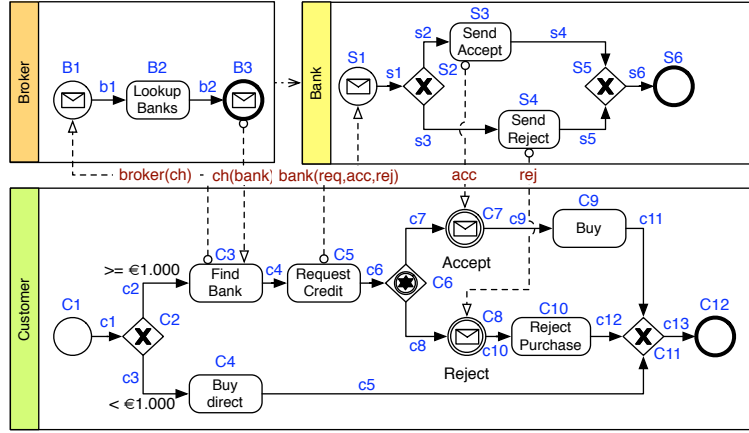 Broker
B1
B2
B3
b1
Lookup
Banks
b2
Bank
S1
s1
s2
S2
S3
Send
Accept
s4
s3
S4
Send
Reject
s5
S5
s6
S6
broker(ch)
ch(bank)
bank(req,acc,rej)
acc
rej
Customer
C1
c1
C2
>= €1.000
c2
C3
Find
Bank
c4
C5
Request
Credit
c6
C6
c7
C7
Accept
c9
C9
Buy
c11
c8
C8
Reject
c10
C10
Reject
Purchase
c12
C11
c13
C12
c3
< €1.000
C4
Buy
direct
c5